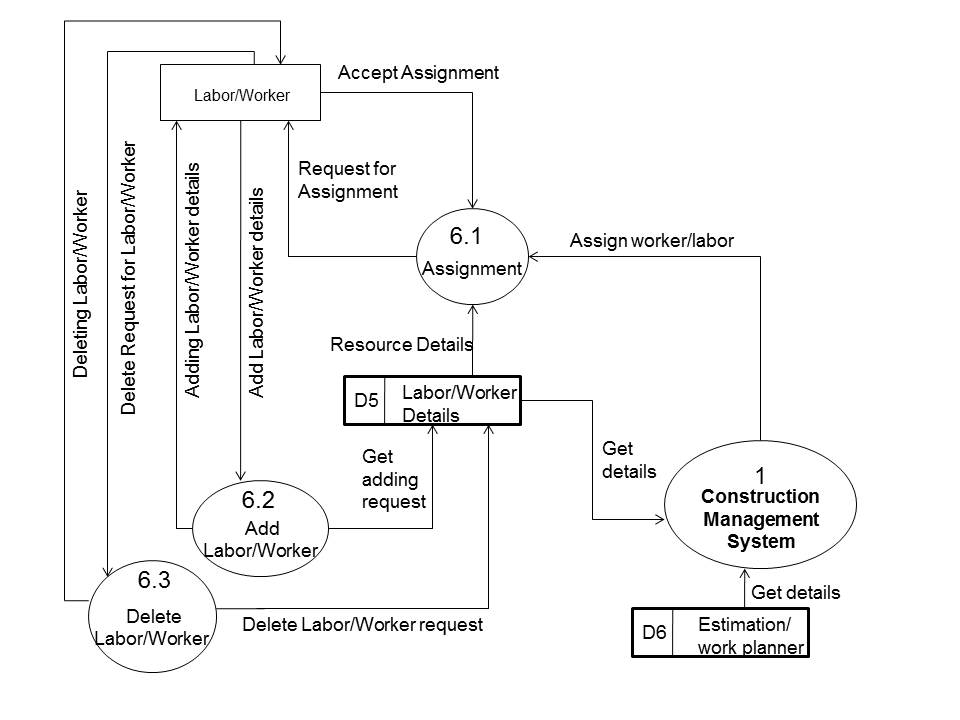 Accept Assignment
Labor/Worker
Deleting Labor/Worker
Delete Request for Labor/Worker
Adding Labor/Worker details
Add Labor/Worker details
Request for
Assignment
6.1
Assignment
Assign worker/labor
Resource Details
D5
Labor/Worker
Details
Get
adding
request
Get
details
1
Construction
Management
System
6.2
Add
Labor/Worker
6.3
Delete
Labor/Worker
Delete Labor/Worker request
Get details
D6
Estimation/
work planner